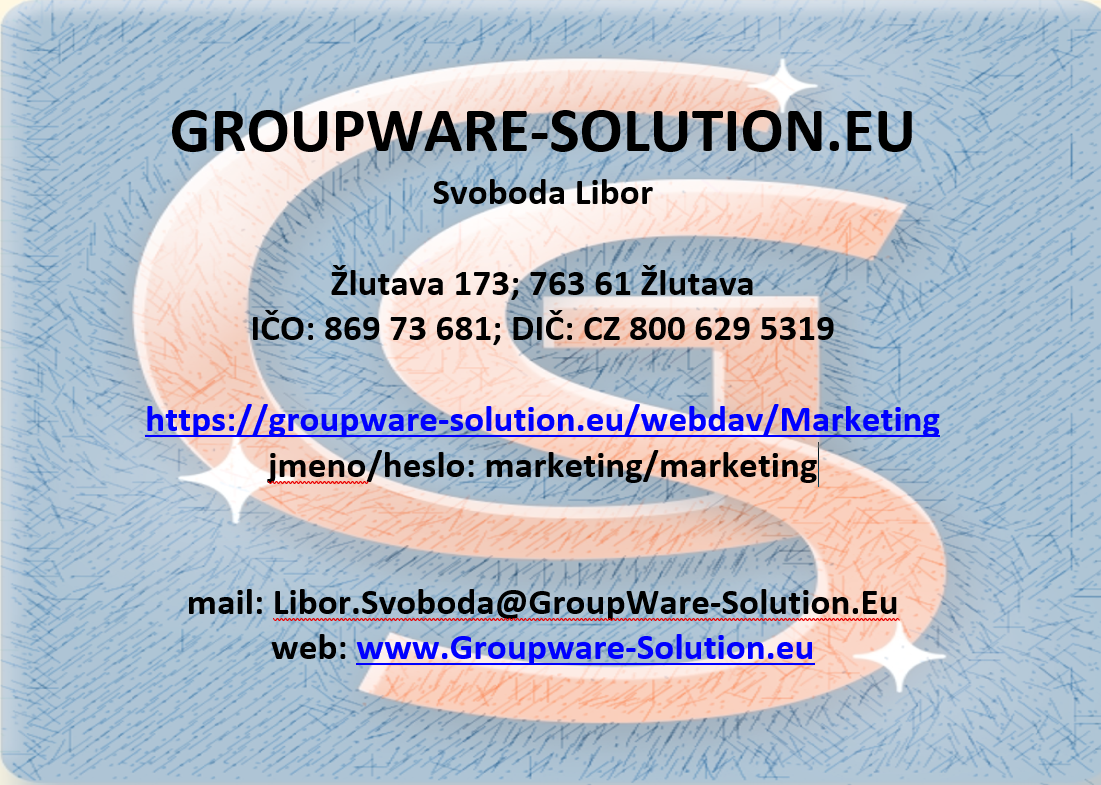 GROUPWARE-SOLUTION.EU
Svoboda Libor
Žlutava 173; 763 61 Žlutava
IČO: 869 73 681; DIČ: CZ 800 629 5319
https://groupware-solution.eu/webdav/Marketing
jmeno/heslo: marketing/marketing
mail: Libor.Svoboda@GroupWare-Solution.Eu
web: www.Groupware-Solution.eu